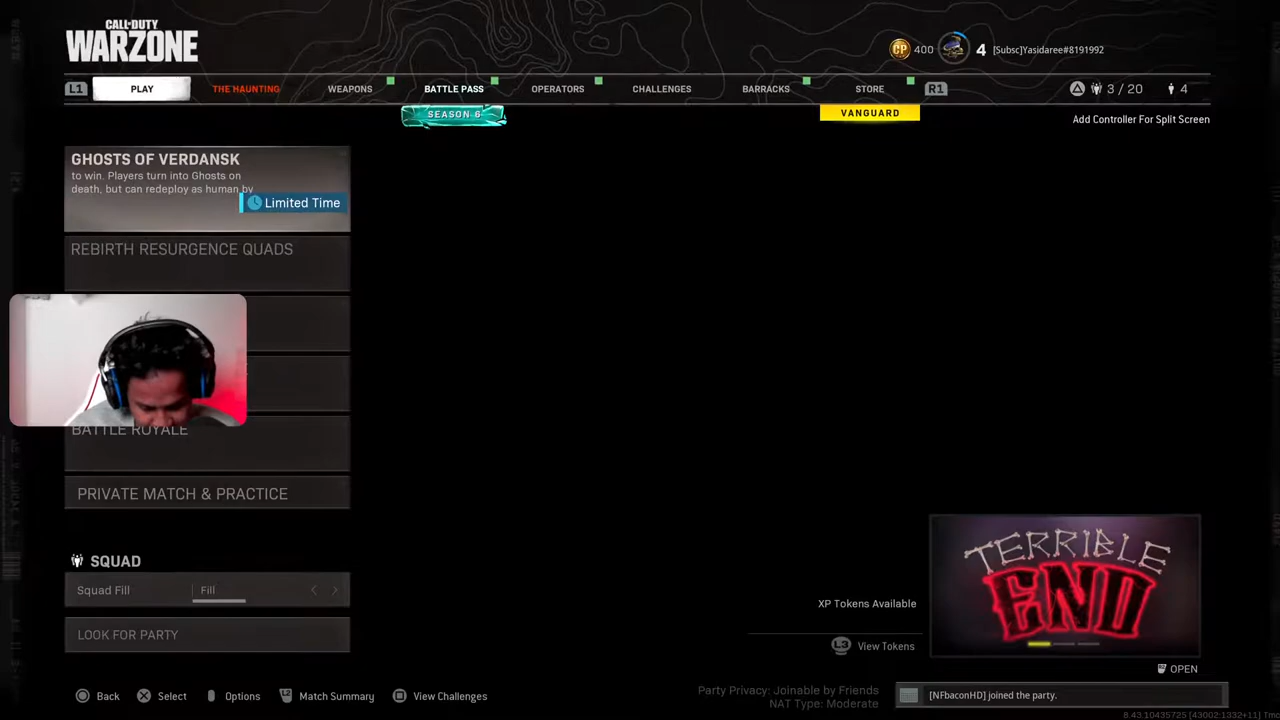 CALL OF DUTY
WARZONE
CP 400 4 [Subsc]Yasidaree#8191992
L1 PLAY THE HAUNTING WEAPONS BATTLE PASS OPERATORS CHALLENGES BARRACKS STORE R1 3 / 20 4
SEASON 6 VANGUARD
Add Controller For Split Screen
GHOSTS OF VERDANSK
to win. Players turn into Ghosts on
death, but can redeploy as human by
Limited Time
REBIRTH RESURGENCE QUADS
BATTLE ROYALE
PRIVATE MATCH & PRACTICE
SQUAD
Squad Fill Fill
LOOK FOR PARTY
TERRIBLE
END
XP Tokens Available
L3 View Tokens
OPEN
Back Select Options L2 Match Summary View Challenges
Party Privacy: Joinable by Friends
NAT Type: Moderate
[NFbaconHD] joined the party.